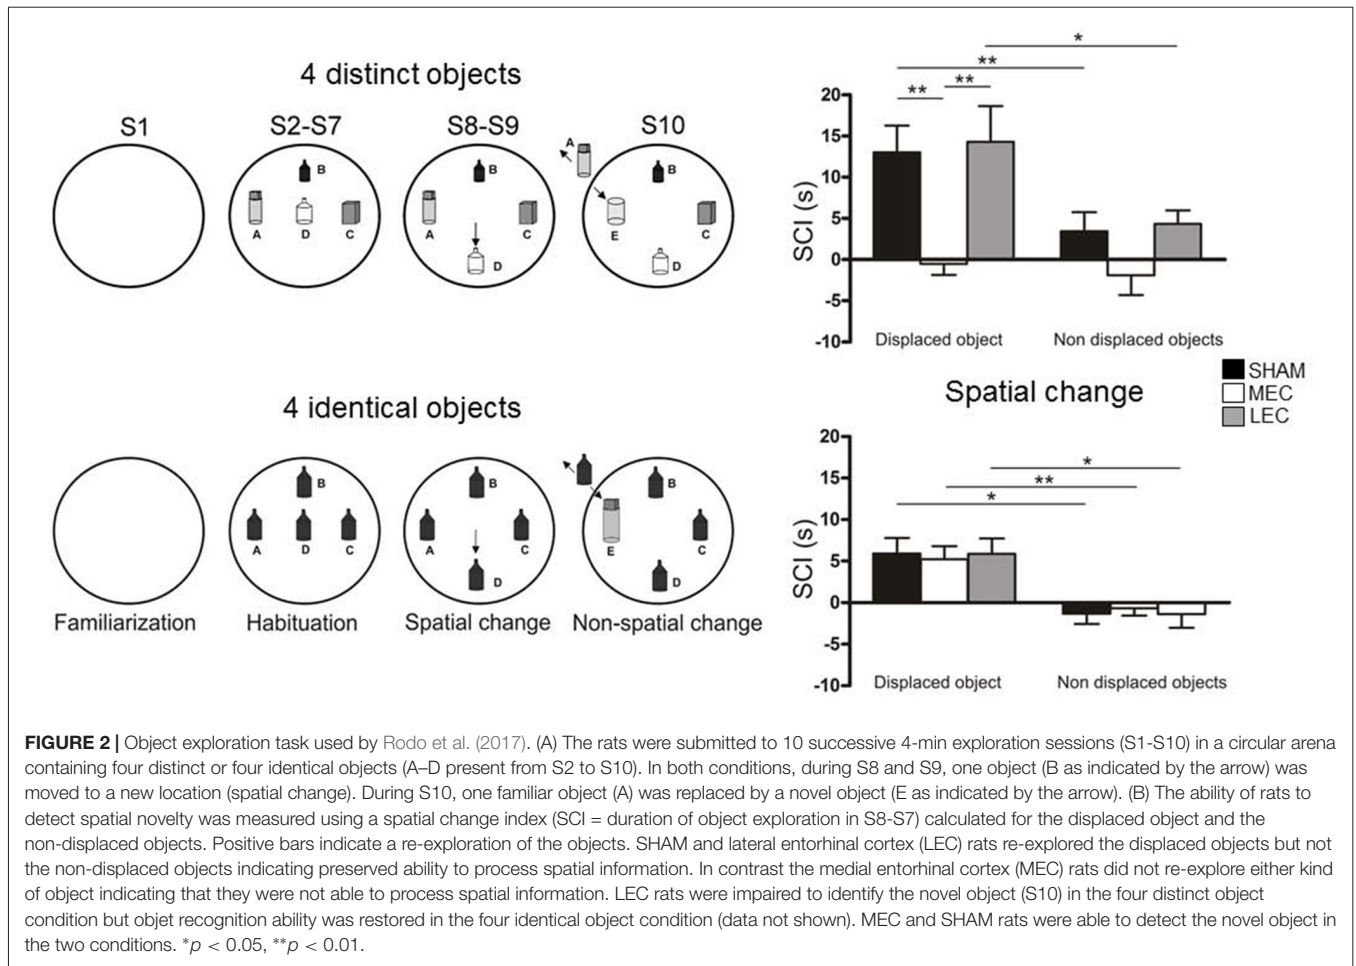 4 distinct objects
S1
S2-S7
S8-S9
S10
B
A
D
C
B
A
C
D
A
B
E
C
D
4 identical objects
B
A
D
C
B
A
C
D
B
E
C
D
Familiarization
Habituation
Spatial change
Non-spatial change
*
**
**
**
20
15
10
5
0
-5
-10
SCI (s)
Displaced object
Non displaced objects
SHAM
MEC
LEC
Spatial change
20
15
10
5
0
-5
-10
SCI (s)
*
**
*
Displaced object
Non displaced objects
FIGURE 2 | Object exploration task used by Rodo et al. (2017). (A) The rats were submitted to 10 successive 4-min exploration sessions (S1-S10) in a circular arena
containing four distinct or four identical objects (A–D present from S2 to S10). In both conditions, during S8 and S9, one object (B as indicated by the arrow) was
moved to a new location (spatial change). During S10, one familiar object (A) was replaced by a novel object (E as indicated by the arrow). (B) The ability of rats to
detect spatial novelty was measured using a spatial change index (SCI = duration of object exploration in S8-S7) calculated for the displaced object and the
non-displaced objects. Positive bars indicate a re-exploration of the objects. SHAM and lateral entorhinal cortex (LEC) rats re-explored the displaced objects but not
the non-displaced objects indicating preserved ability to process spatial information. In contrast the medial entorhinal cortex (MEC) rats did not re-explore either kind
of object indicating that they were not able to process spatial information. LEC rats were impaired to identify the novel object (S10) in the four distinct object
condition but objet recognition ability was restored in the four identical object condition (data not shown). MEC and SHAM rats were able to detect the novel object in
the two conditions. *p < 0.05, **p < 0.01.